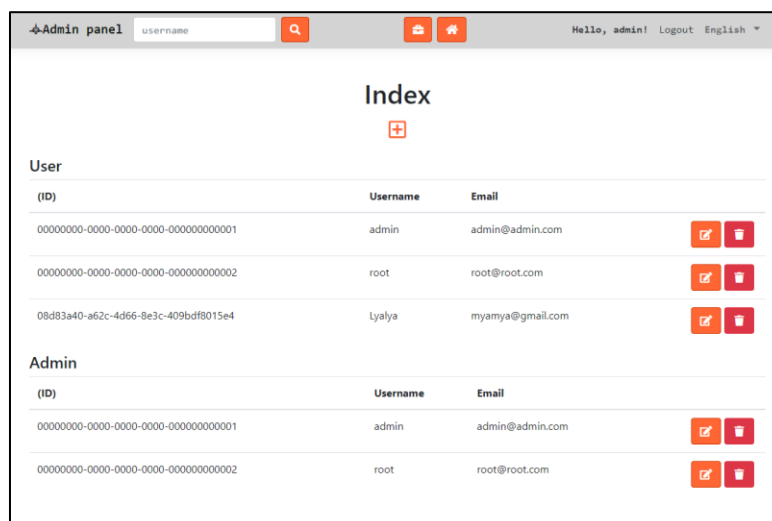 Admin panel username Hello, admin! Logout English
Index
User
(ID) Username Email
00000000-0000-0000-0000-000000000001 admin admin@admin.com
00000000-0000-0000-0000-000000000002 root root@root.com
08d83a40-a62c-4d66-8e3c-409bdf8015e4 Lyalya myamya@gmail.com
Admin
(ID) Username Email
00000000-0000-0000-0000-000000000001 admin admin@admin.com
00000000-0000-0000-0000-000000000002 root root@root.com